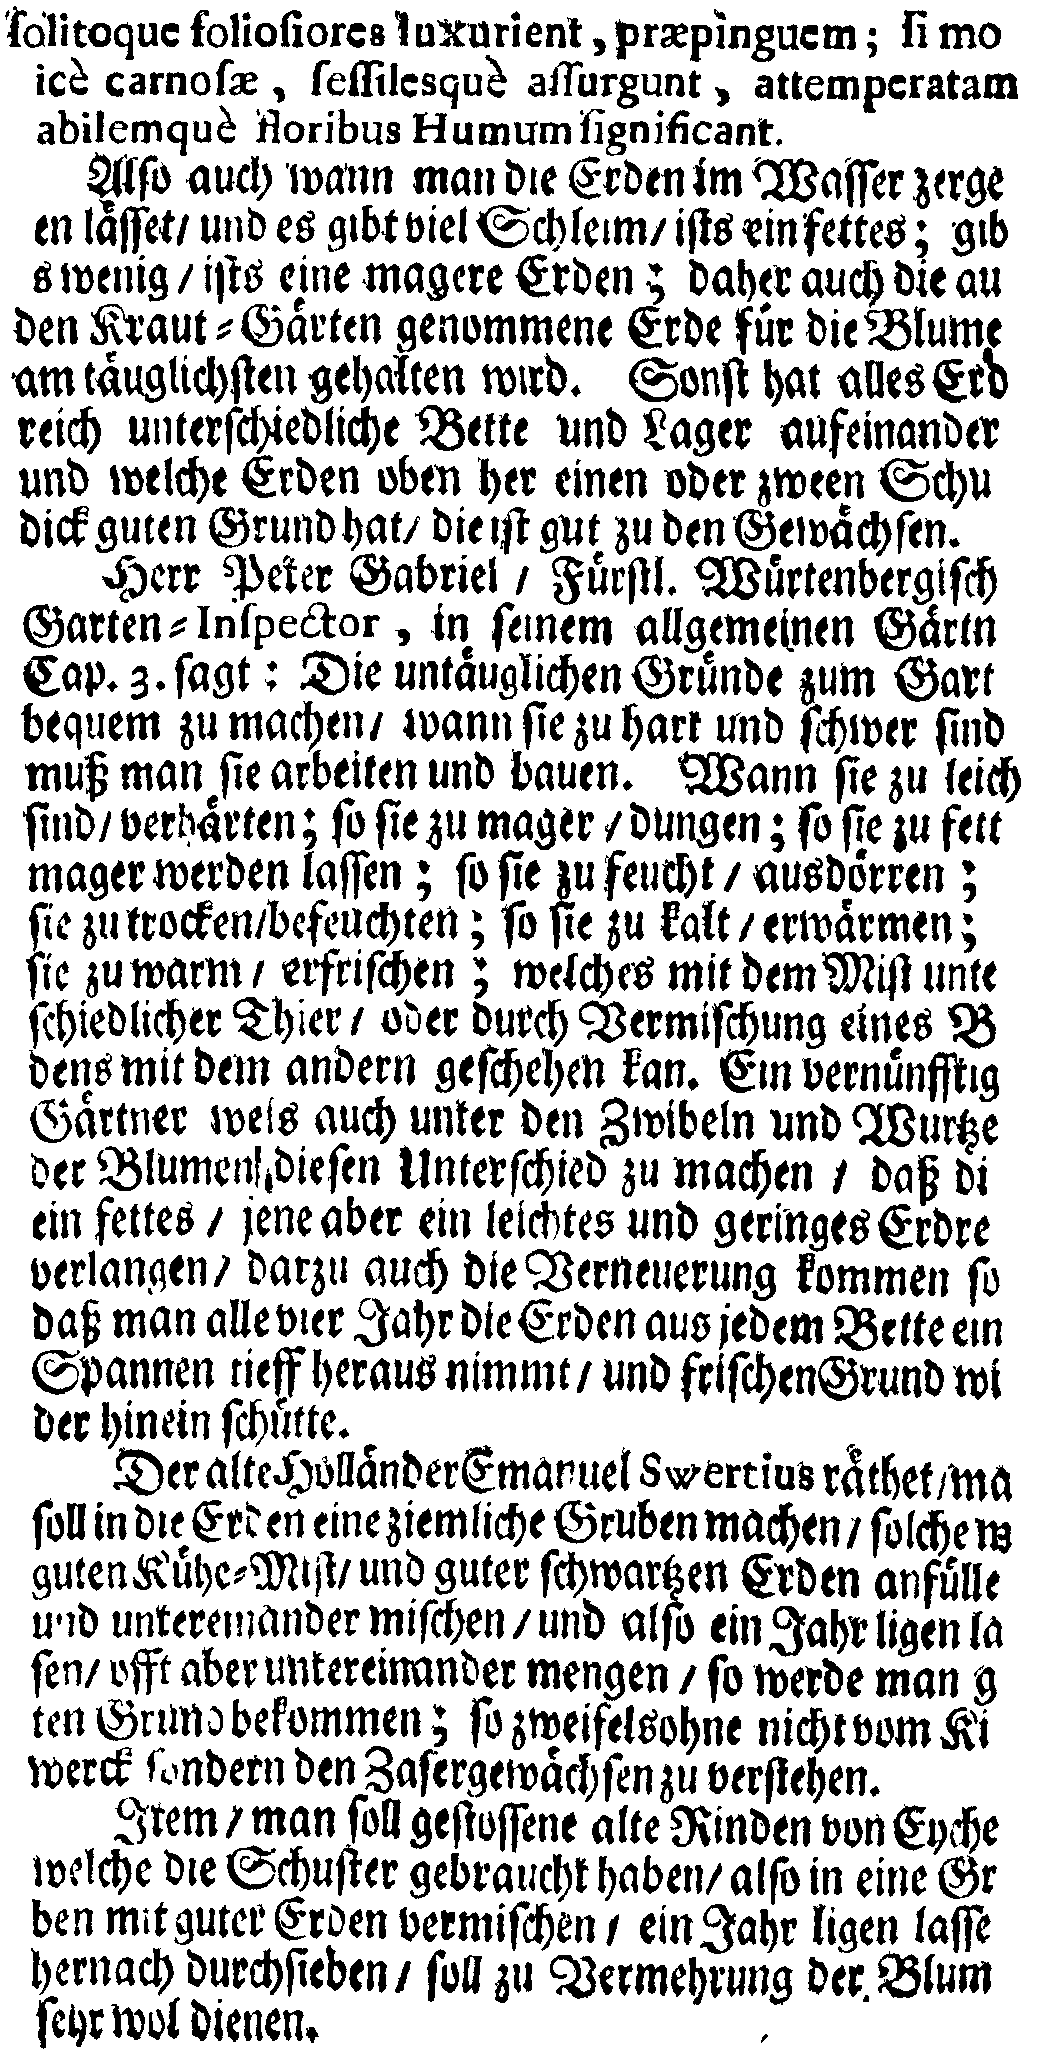 ſolitoque folioſiores luxurient, præpinguem; ſi mo
icè carnoſæ, ſeſſilesquè aſſurgunt, attemperatam
abilemquè floribus Humum ſignificant.
Alſo auch wann man die Erden im Waſſer zerge
en läſſet/ und es gibt viel Schleim/ iſts ein fettes; gib
s wenig/ iſts eine magere Erden; daher auch die au
den Kraut-Gärten genommene Erde für die Blume
am täuglichſten gehalten wird. Sonſt hat alles Erd
reich unterſchiedliche Bette und Lager aufeinander
und welche Erden oben her einen oder zween Schu
dick guten Grund hat/ die iſt gut zu den Gewächſen.
Herr Peter Gabriel/ Fürſtl. Würtenbergiſch
Garten-Inſpector, in ſeinem allgemeinen Gärtn
Cap. 3. ſagt: Die untäuglichen Gründe zum Gart
bequem zu machen/ wann ſie zu hart und ſchwer ſind
muß man ſie arbeiten und bauen. Wann ſie zu leich
ſind/ verhärten; ſo ſie zu mager/ dungen; ſo ſie zu fett
mager werden laſſen; ſo ſie zu feucht/ ausdörren;
ſie zu trocken/befeuchten; ſo ſie zu kalt/ erwärmen;
ſie zu warm/ erfriſchen; welches mit dem Miſt unte
ſchiedlicher Thier/ oder durch Vermiſchung eines B
dens mit dem andern geſchehen kan. Ein vernünfftig
Gärtner weis auch unter den Zwibeln und Wurtze
der Blumen/ dieſen Unterſchied zu machen/ daß di
ein fettes/ jene aber ein leichtes und geringes Erdre
verlangen/ darzu auch die Verneuerung kommen ſo
daß man alle vier Jahr die Erden aus jedem Bette ein
Spannen tieff heraus nimmt/ und friſchen Grund wi
der hinein ſchütte.
Der alte Holländer Emanuel Swertius räthet/ma
ſoll in die Erden eine ziemliche Gruben machen/ ſolche m
guten Kühe-Miſt/ und guter ſchwartzen Erden anfülle
und untereinander miſchen/ und alſo ein Jahr ligen la
ſen/ offt aber untereinander mengen/ ſo werde man g
ten Grund bekommen; ſo zweifelsohne nicht vom Ki
werck ſondern den Zaſergewächſen zu verſtehen.
Item/ man ſoll geſtoſſene alte Rinden von Eyche
welche die Schuſter gebraucht haben/ alſo in eine Gr
ben mit guter Erden vermiſchen/ ein Jahr ligen laſſe
hernach durchſieben/ ſoll zu Vermehrung der Blum
ſehr wol dienen.